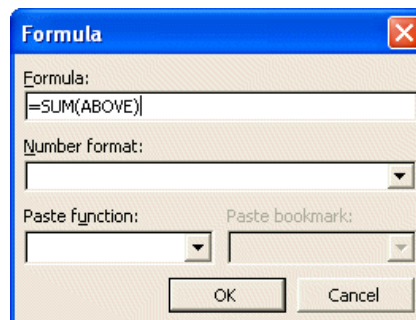 Formula
Formula:
=SUM(ABOVE)
Number format:
Paste function: Paste bookmark:
OK Cancel